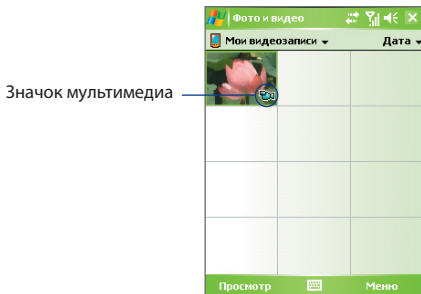 Фото и видео
Мои видеозаписи Дата
Значок мультимедиа
Просмотр Меню